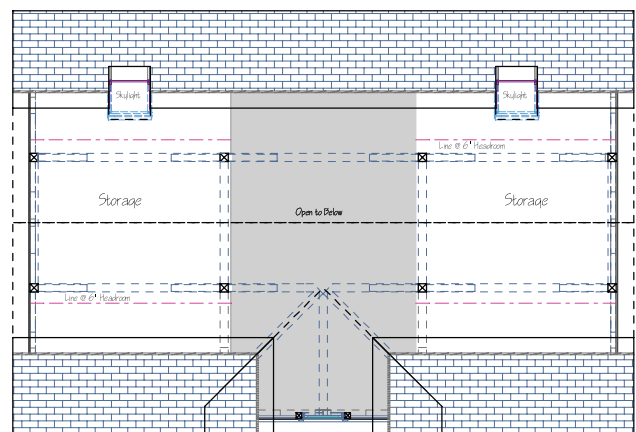 Skylight
Skylight
Line @ 6' Headroom
Storage
Storage
Open to Below
Line @ 6' Headroom